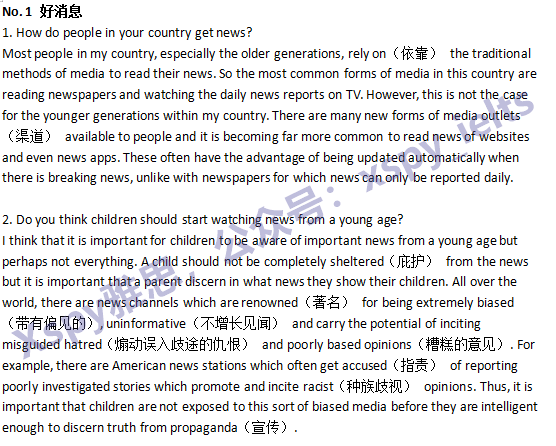 No. 1 好消息
1. How do people in your country get news?
Most people in my country, especially the older generations, rely on（依靠） the traditional
methods of media to read their news. So the most common forms of media in this country are
reading newspapers and watching the daily news reports on TV. However, this is not the case
for the younger generations within my country. There are many new forms of media outlets
（渠道） available to people and it is becoming far more common to read news of websites
and even news apps. These often have the advantage of being updated automatically when
there is breaking news, unlike with newspapers for which news can only be reported daily.
2. Do you think children should start watching news from a young age?
I think that it is important for children to be aware of important news from a young age but
perhaps not everything. A child should not be completely sheltered（庇护） from the news
but it is important that a parent discern in what news they show their children. All over the
world, there are news channels which are renowned（著名） for being extremely biased
（带有偏见的）, uninformative（不增长见闻） and carry the potential of inciting
misguided hatred（煽动误入歧途的仇恨） and poorly based opinions（糟糕的意见）. For
example, there are American news stations which often get accused（指责） of reporting
poorly investigated stories which promote and incite racist（种族歧视） opinions. Thus, it is
important that children are not exposed to this sort of biased media before they are intelligent
enough to discern truth from propaganda（宣传）.
xspy雅思，公众号：xspy_ielts